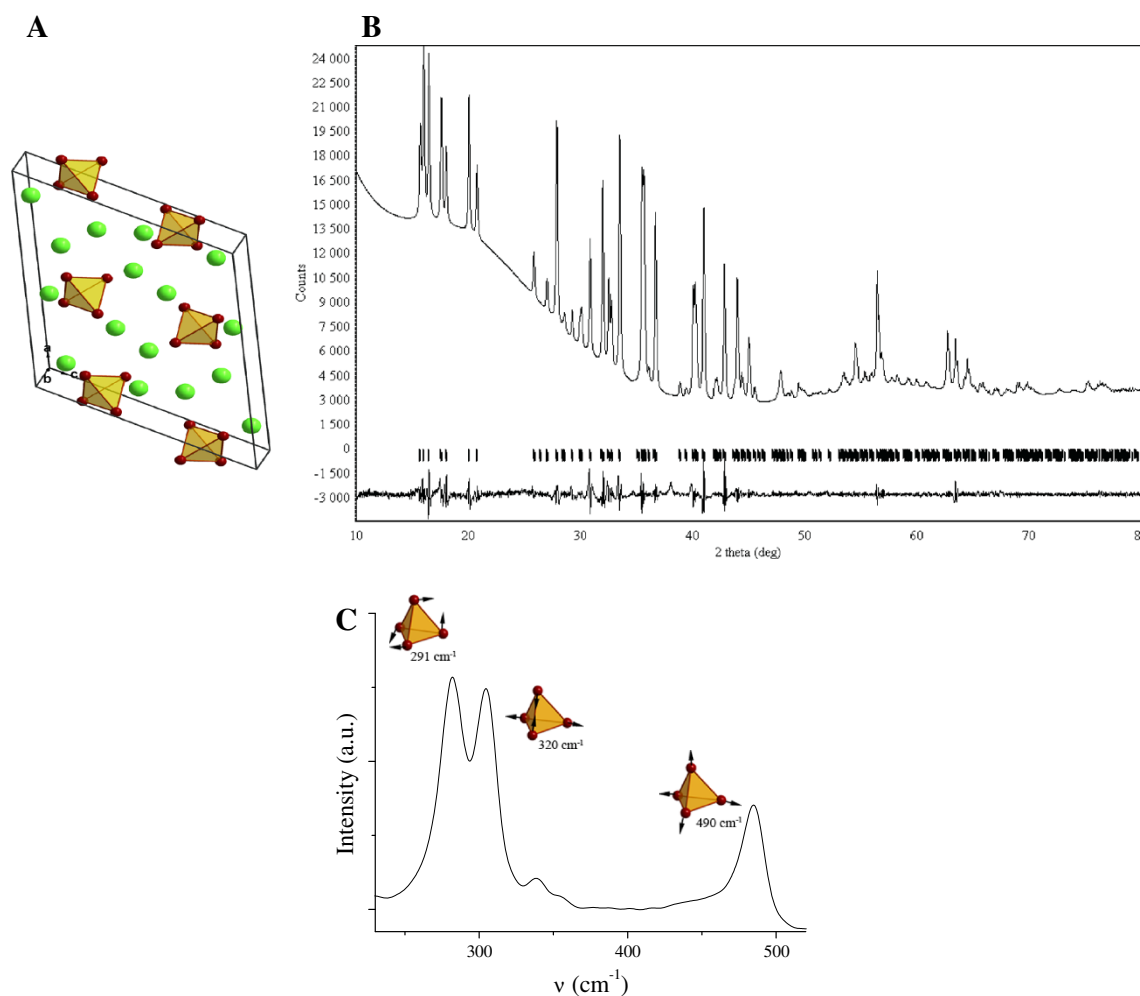 A
B
a
b
c
24 000
22 500
21 000
19 500
18 000
16 500
15 000
13 500
12 000
10 500
9 000
7 500
6 000
4 500
3 000
1 500
0
-1 500
-3 000
Counts
10 20 30 40 50 60 70 80
2 theta (deg)
C
291 cm⁻¹
320 cm⁻¹
490 cm⁻¹
Intensity (a.u.)
300 400 500
ν (cm⁻¹)